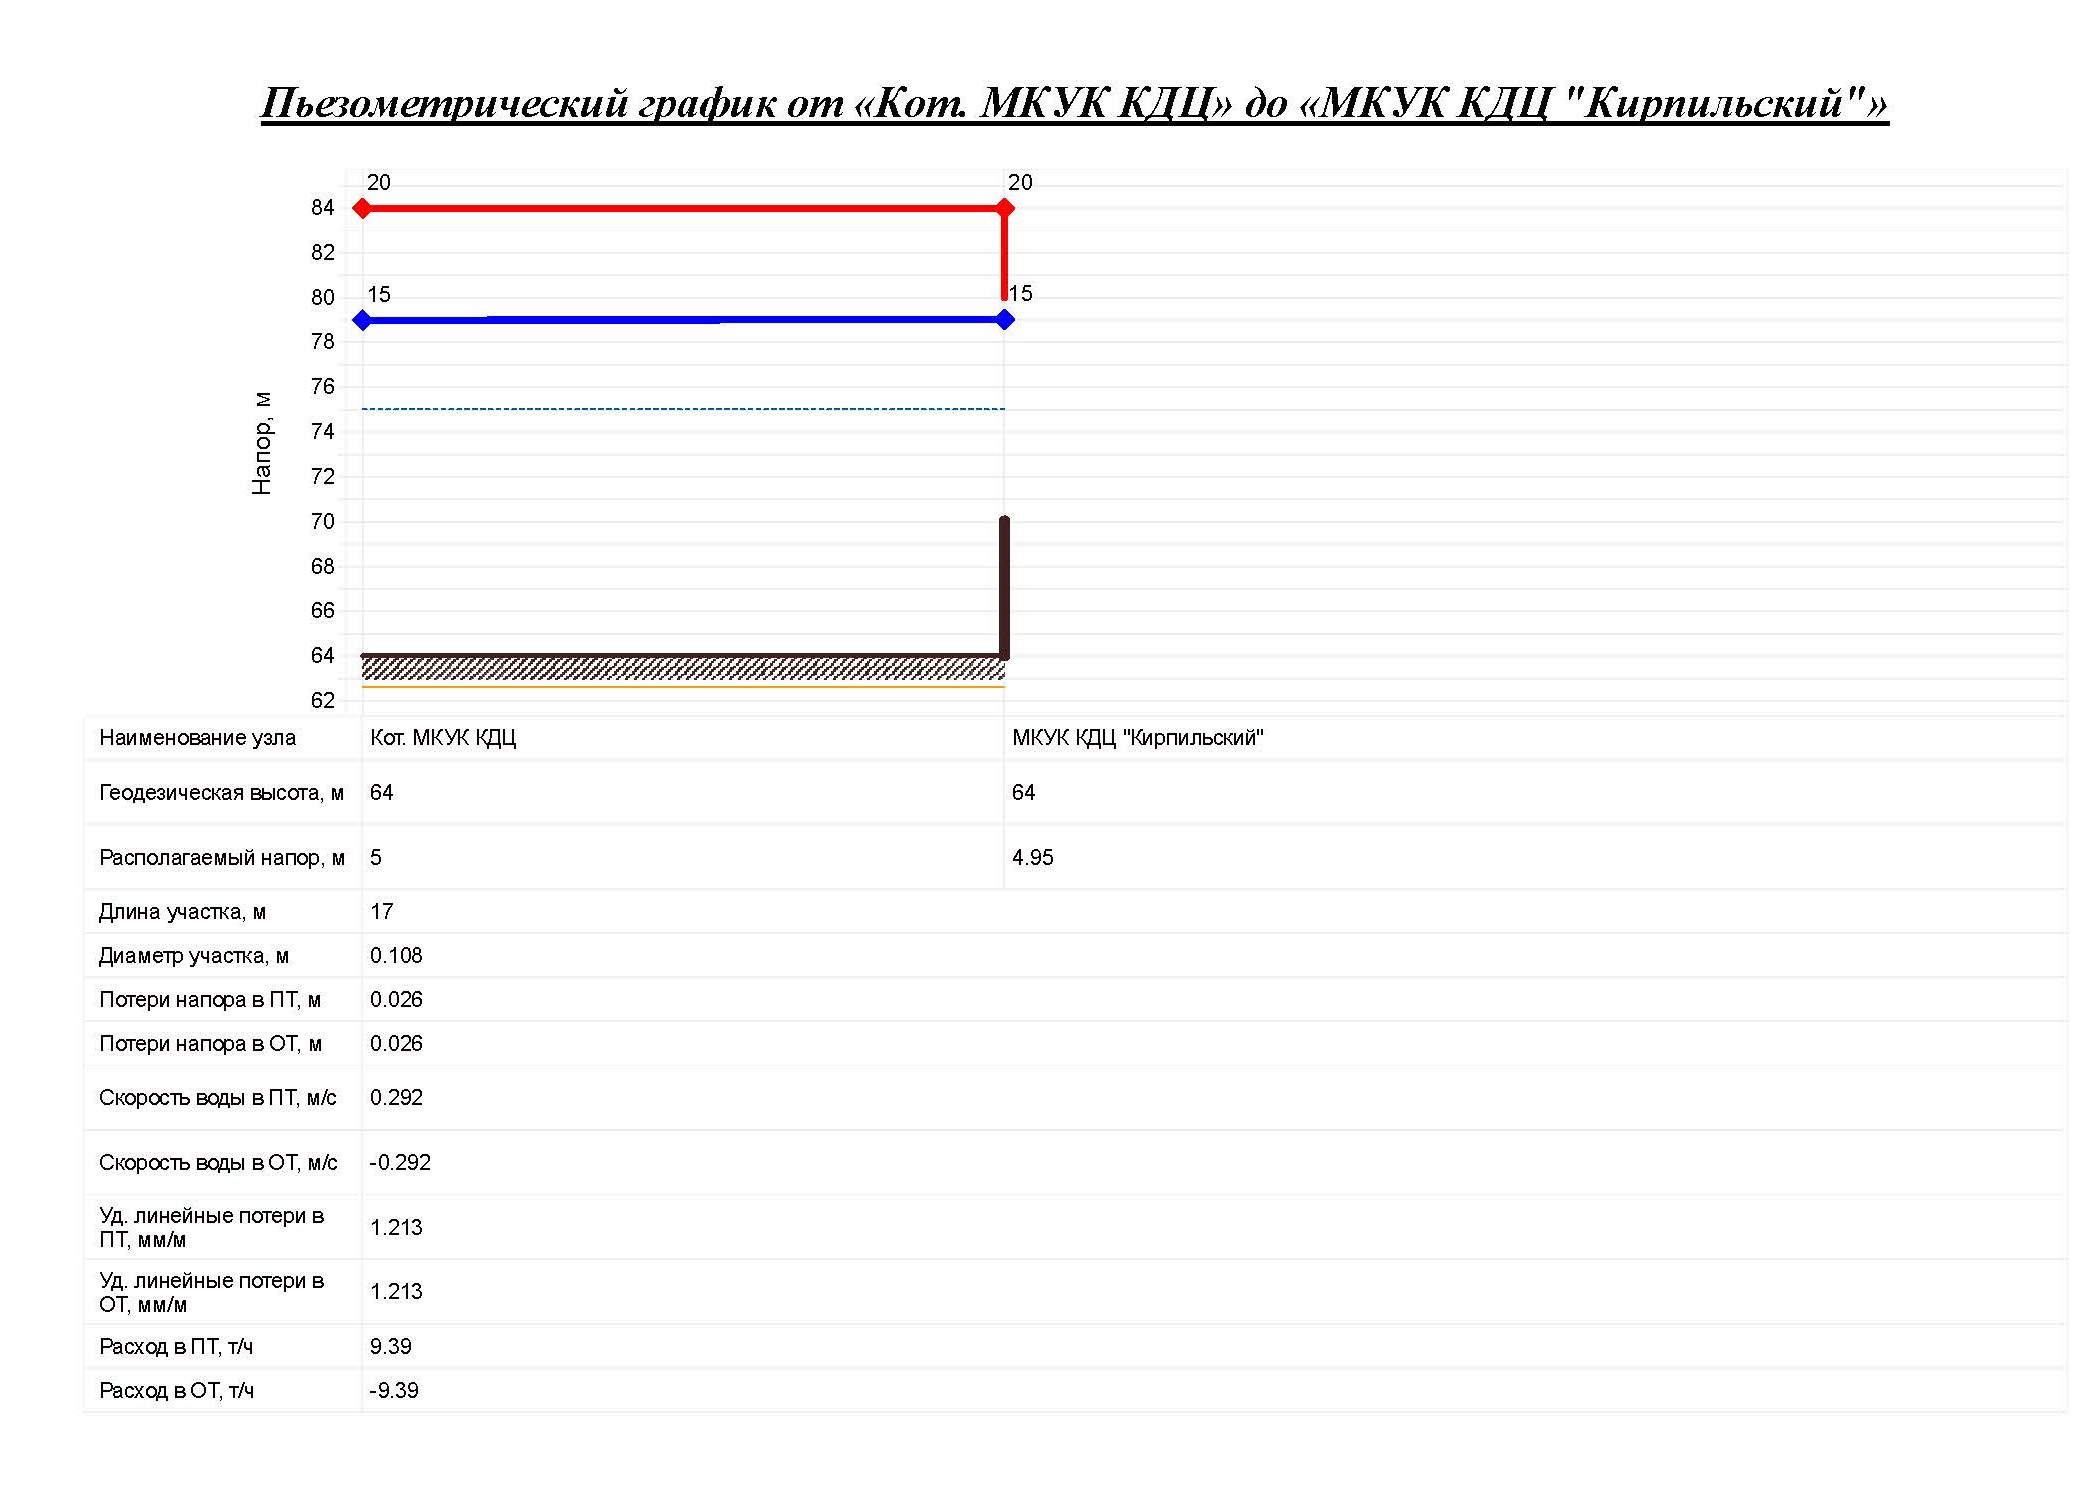 Пьезометрический график от «Кот. МКУК КДЦ» до «МКУК КДЦ "Кирпильский"»
20
20
84
82
80
15
15
78
76
74
72
70
68
66
64
62
Напор, м
Наименование узла Кот. МКУК КДЦ МКУК КДЦ "Кирпильский"
Геодезическая высота, м 64 64
Располагаемый напор, м 5 4.95
Длина участка, м 17
Диаметр участка, м 0.108
Потери напора в ПТ, м 0.026
Потери напора в ОТ, м 0.026
Скорость воды в ПТ, м/с 0.292
Скорость воды в ОТ, м/с -0.292
Уд. линейные потери в
ПТ, мм/м 1.213
Уд. линейные потери в
ОТ, мм/м 1.213
Расход в ПТ, т/ч 9.39
Расход в ОТ, т/ч -9.39